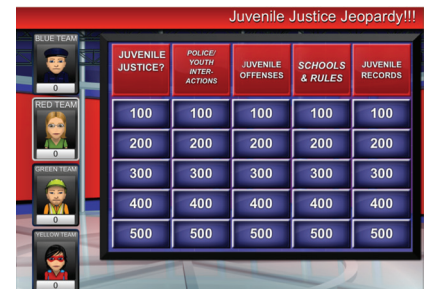 Juvenile Justice Jeopardy!!!
BLUE TEAM
0
RED TEAM
0
GREEN TEAM
0
YELLOW TEAM
0
JUVENILE
JUSTICE?
POLICE/
YOUTH
INTER-
ACTIONS
JUVENILE
OFFENSES
SCHOOLS
& RULES
JUVENILE
RECORDS
100 100 100 100 100
200 200 200 200 200
300 300 300 300 300
400 400 400 400 400
500 500 500 500 500